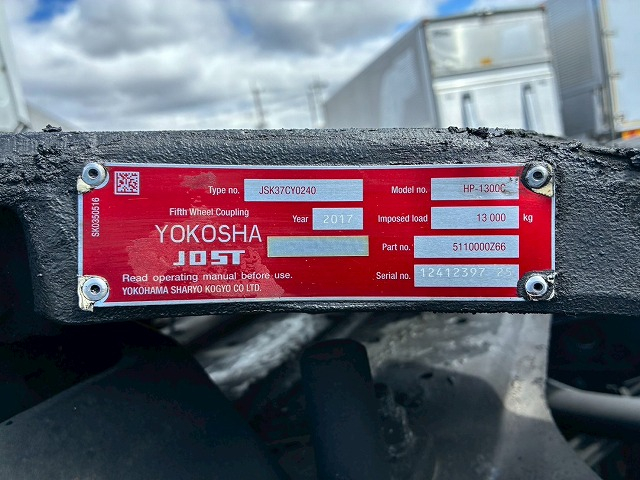 SK0350516
Type no. JSK37CY0240
Fifth Wheel Coupling
Year 2017
YOKOSHA
JOST
Read operating manual before use.
YOKOHAMA SHARYO KOGYO CO LTD.
Model no. HP-1300C
Imposed load 13 000 kg
Part no. 5110000Z66
Serial no. 12412397 25